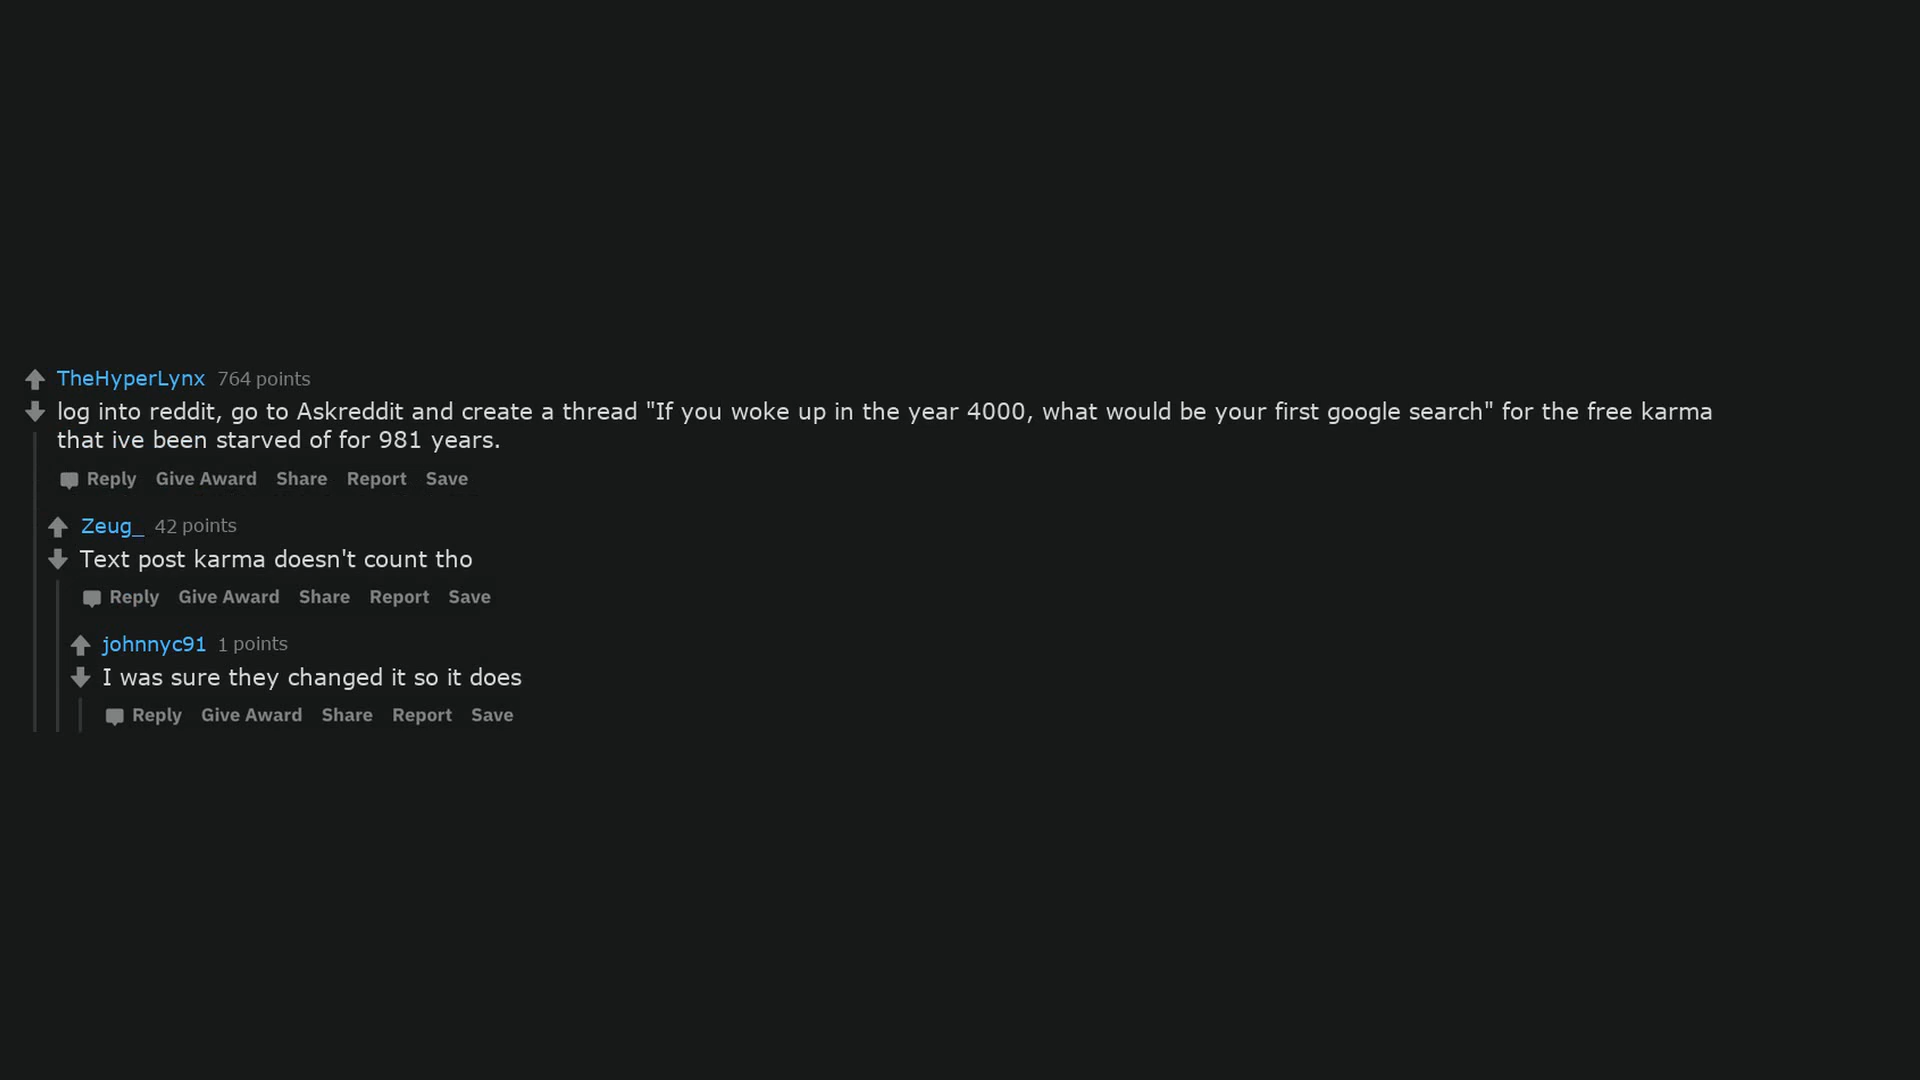 TheHyperLynx 764 points
log into reddit, go to Askreddit and create a thread "If you woke up in the year 4000, what would be your first google search" for the free karma
that ive been starved of for 981 years.
Reply Give Award Share Report Save
Zeug_ 42 points
Text post karma doesn't count tho
Reply Give Award Share Report Save
johnnyc91 1 points
I was sure they changed it so it does
Reply Give Award Share Report Save